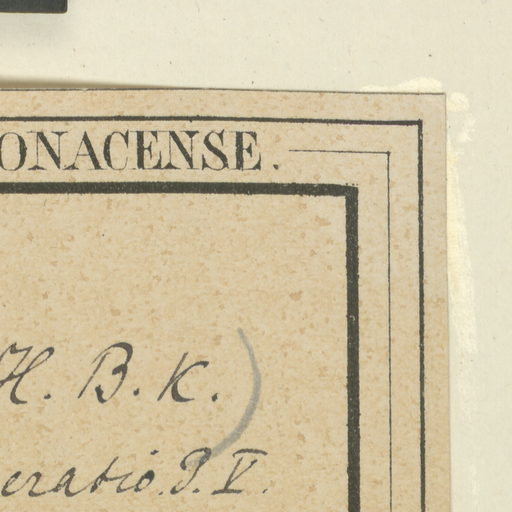 ONACENSE.
H. B. K.)
eratio. P. V.